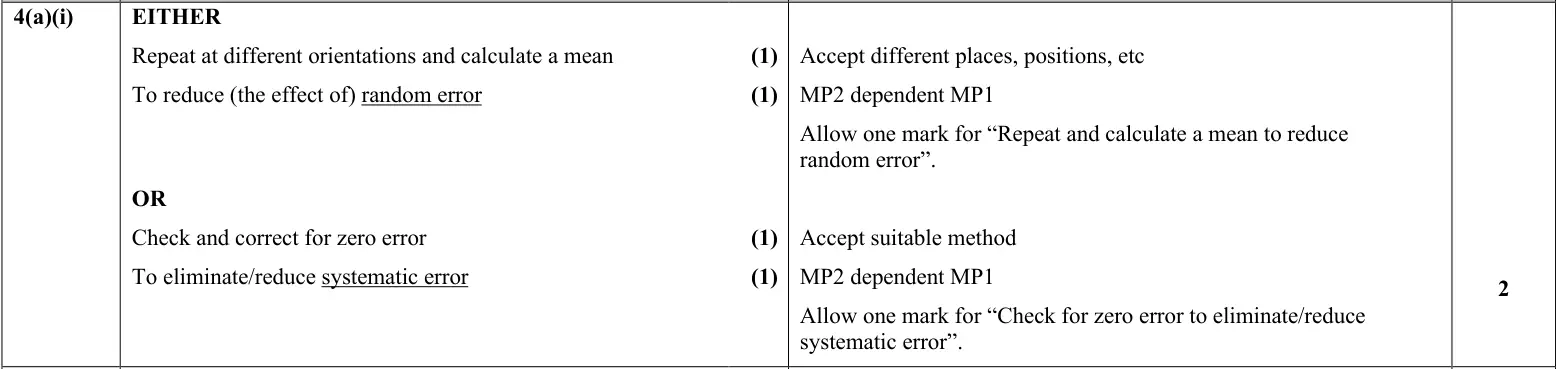 4(a)(i) EITHER
Repeat at different orientations and calculate a mean (1) Accept different places, positions, etc
To reduce (the effect of) random error (1) MP2 dependent MP1
Allow one mark for “Repeat and calculate a mean to reduce
random error”.
OR
Check and correct for zero error (1) Accept suitable method
To eliminate/reduce systematic error (1) MP2 dependent MP1
2
Allow one mark for “Check for zero error to eliminate/reduce
systematic error”.